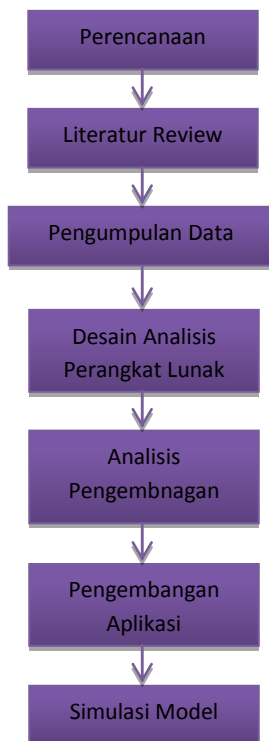 Perencanaan
Literatur Review
Pengumpulan Data
Desain Analisis
Perangkat Lunak
Analisis
Pengembnagan
Pengembangan
Aplikasi
Simulasi Model